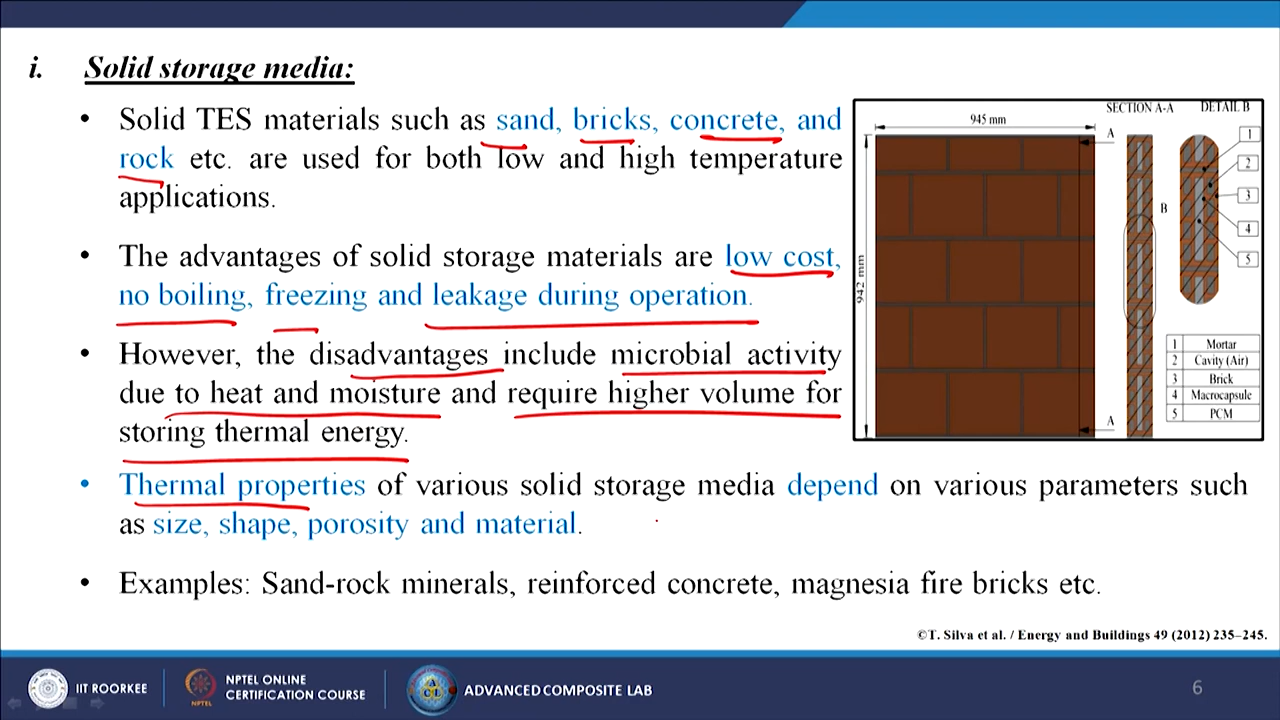 i. Solid storage media:
• Solid TES materials such as sand, bricks, concrete, and
rock etc. are used for both low and high temperature
applications.
• The advantages of solid storage materials are low cost,
no boiling, freezing and leakage during operation.
• However, the disadvantages include microbial activity
due to heat and moisture and require higher volume for
storing thermal energy.
• Thermal properties of various solid storage media depend on various parameters such
as size, shape, porosity and material.
• Examples: Sand-rock minerals, reinforced concrete, magnesia fire bricks etc.
SECTION A-A DETAIL B
945 mm
A
942 mm
B
A
1
2
3
4
5
1 Mortar
2 Cavity (Air)
3 Brick
4 Macrocapsule
5 PCM
©T. Silva et al. / Energy and Buildings 49 (2012) 235–245.
IIT ROORKEE
NPTEL
NPTEL ONLINE
CERTIFICATION COURSE
ACL
ADVANCED COMPOSITE LAB
6